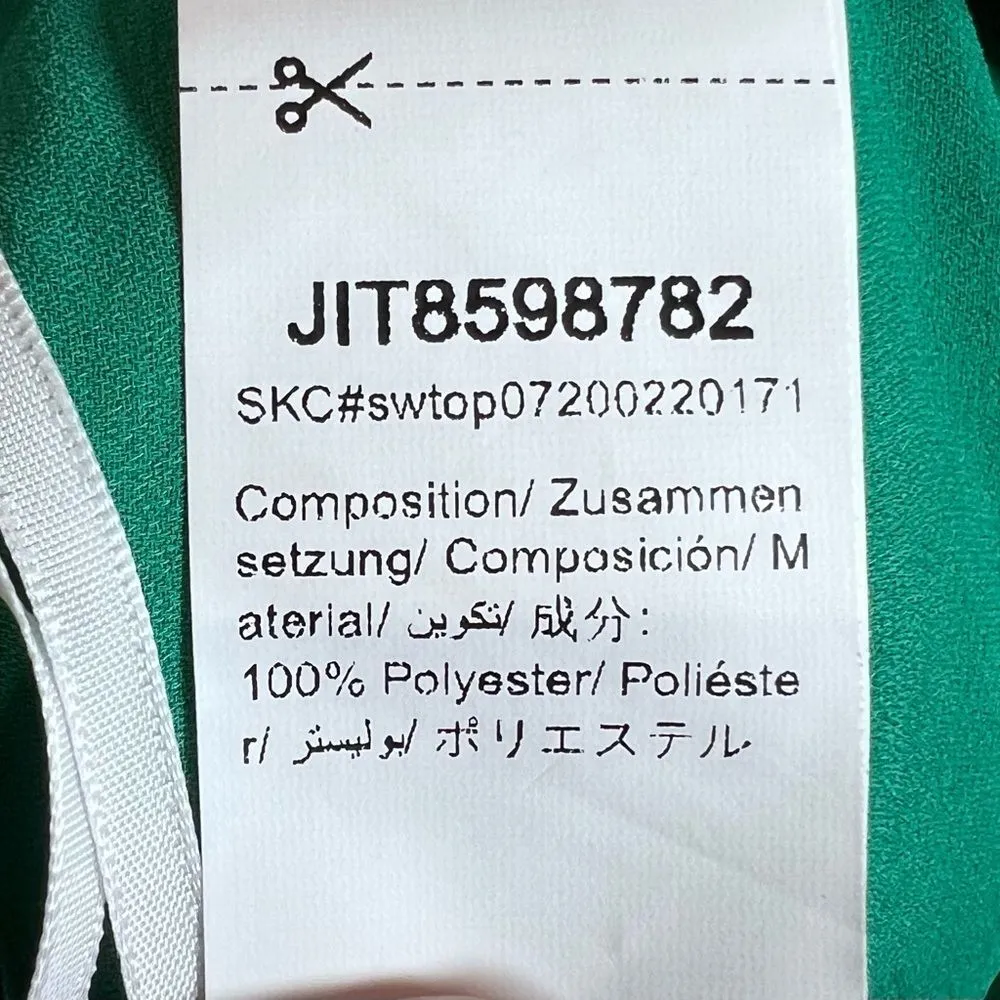 JIT8598782
SKC#swtop07200220171
Composition/ Zusammen
setzung/ Composición/ M
aterial/ تكوين/ 成分:
100% Polyester/ Poliéste
r/ بوليستر/ ポリエステル